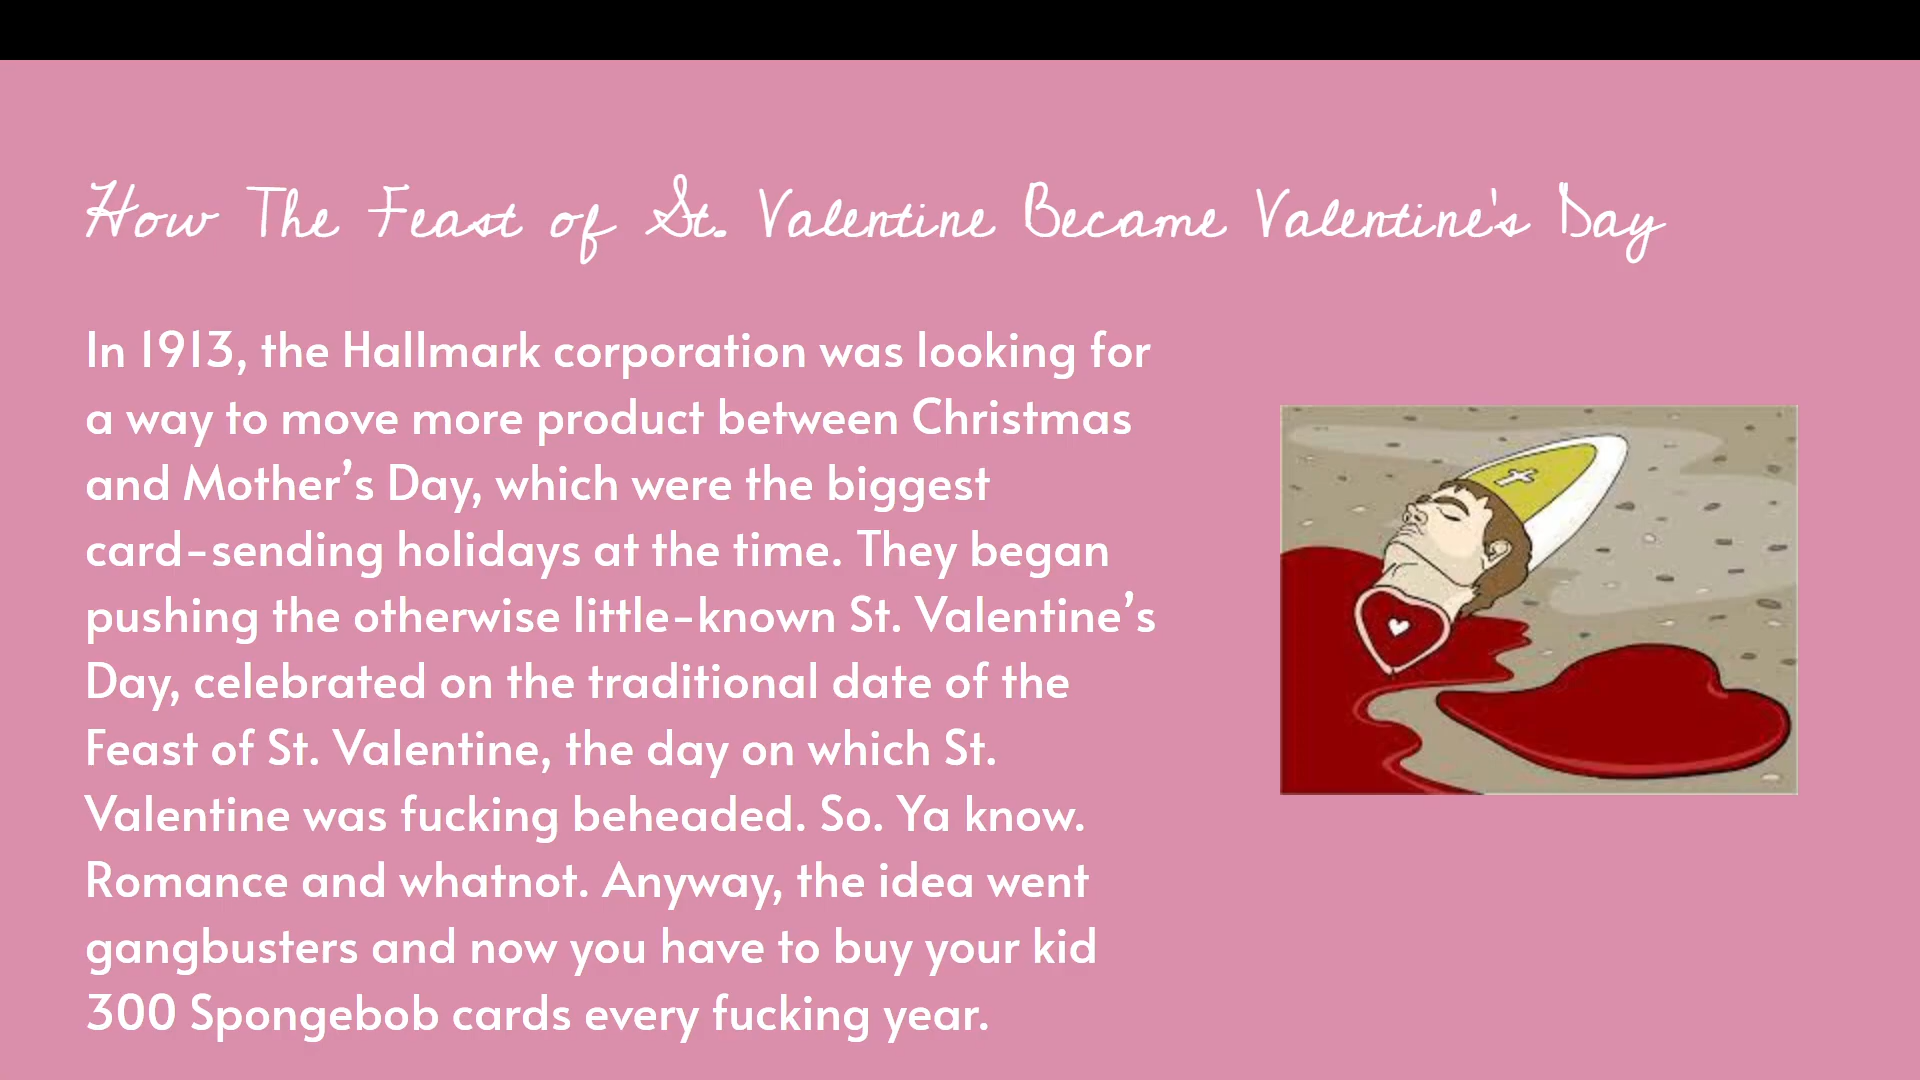 How The Feast of St. Valentine Became Valentine's Day
In 1913, the Hallmark corporation was looking for
a way to move more product between Christmas
and Mother’s Day, which were the biggest
card-sending holidays at the time. They began
pushing the otherwise little-known St. Valentine’s
Day, celebrated on the traditional date of the
Feast of St. Valentine, the day on which St.
Valentine was fucking beheaded. So. Ya know.
Romance and whatnot. Anyway, the idea went
gangbusters and now you have to buy your kid
300 Spongebob cards every fucking year.